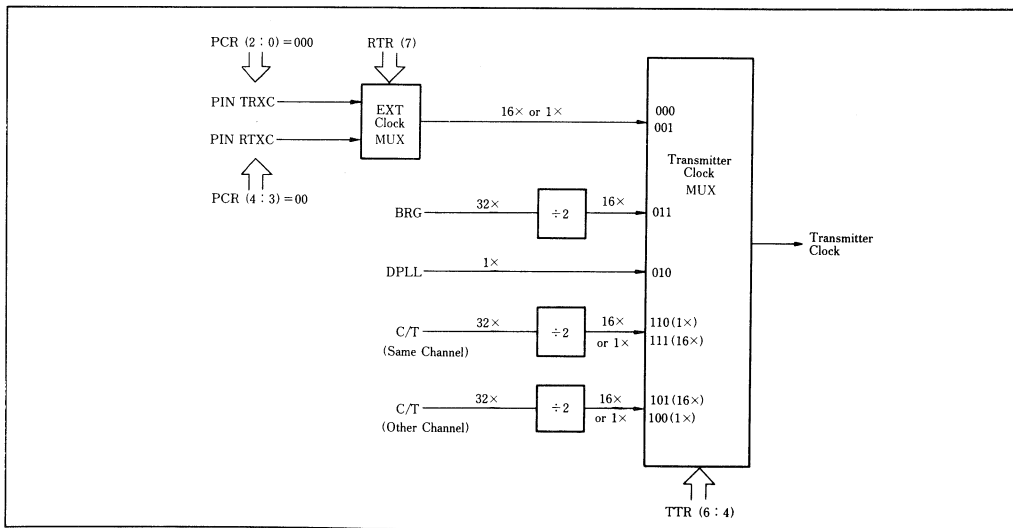 PCR (2 : 0) = 000
RTR (7)
PIN TRXC
PIN RTXC
EXT
Clock
MUX
PCR (4 : 3) = 00
16× or 1×
000
001
Transmitter
Clock
MUX
BRG
32×
÷2
16×
011
DPLL
1×
010
C/T
(Same Channel)
32×
÷2
16×
or 1×
110(1×)
111(16×)
C/T
(Other Channel)
32×
÷2
16×
or 1×
101(16×)
100(1×)
Transmitter
Clock
TTR (6 : 4)